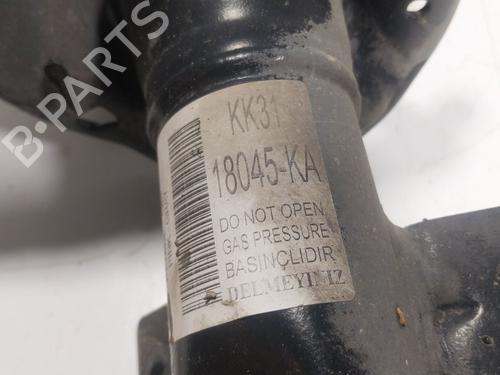 B-PARTS
KK31
18045-KA
DO NOT OPEN
GAS PRESSURE
BASINÇLIDIR
DELMEYİNİZ